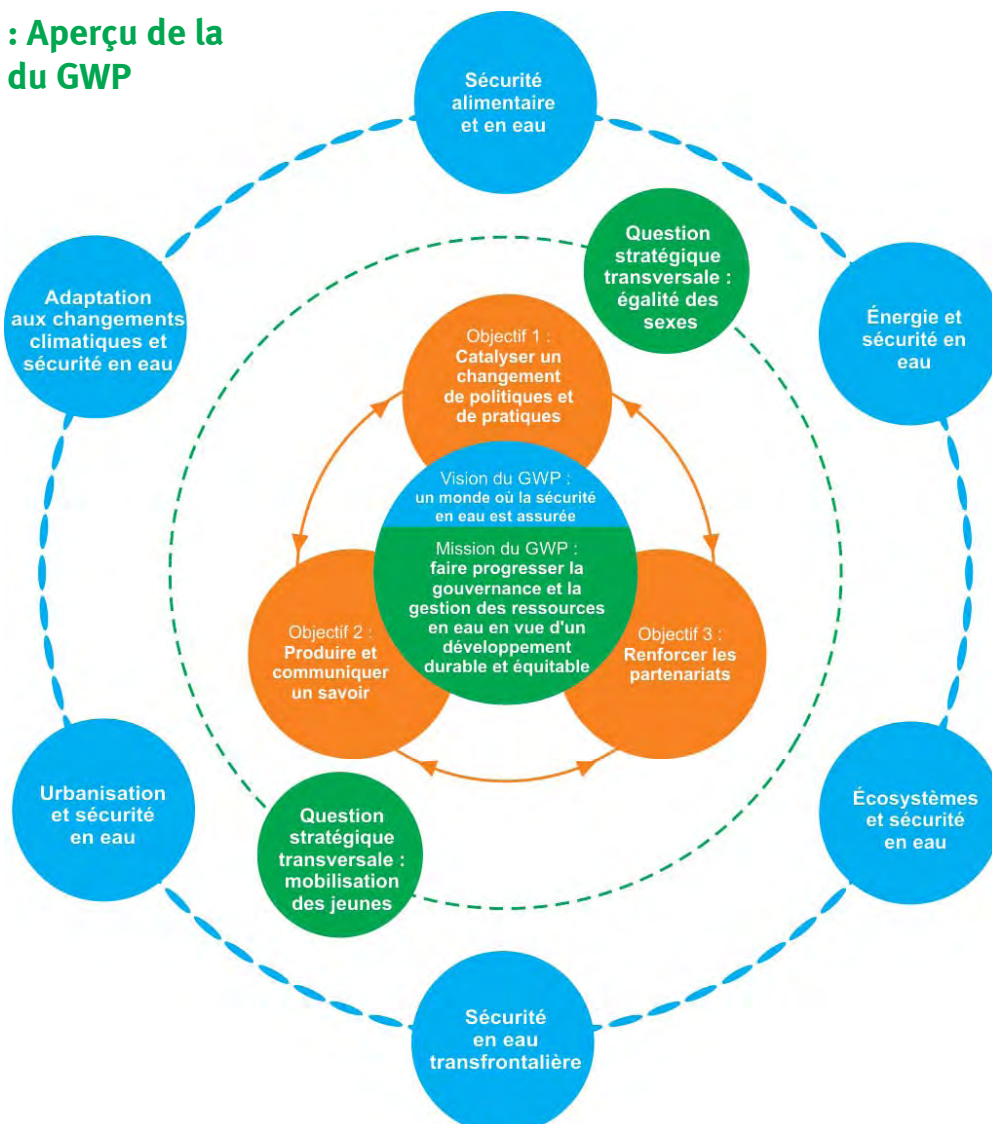 : Aperçu de la
du GWP
Sécurité
alimentaire
et en eau
Question
stratégique
transversale :
égalité des
sexes
Adaptation
aux changements
climatiques et
sécurité en eau
Énergie et
sécurité en
eau
Objectif 1 :
Catalyser un
changement
de politiques et
de pratiques
Vision du GWP :
un monde où la sécurité
en eau est assurée
Mission du GWP :
faire progresser la
gouvernance et la
gestion des ressources
en eau en vue d'un
développement
durable et équitable
Objectif 2 :
Produire et
communiquer
un savoir
Objectif 3 :
Renforcer les
partenariats
Urbanisation
et sécurité
en eau
Question
stratégique
transversale :
mobilisation
des jeunes
Écosystèmes
et sécurité
en eau
Sécurité
en eau
transfrontalière